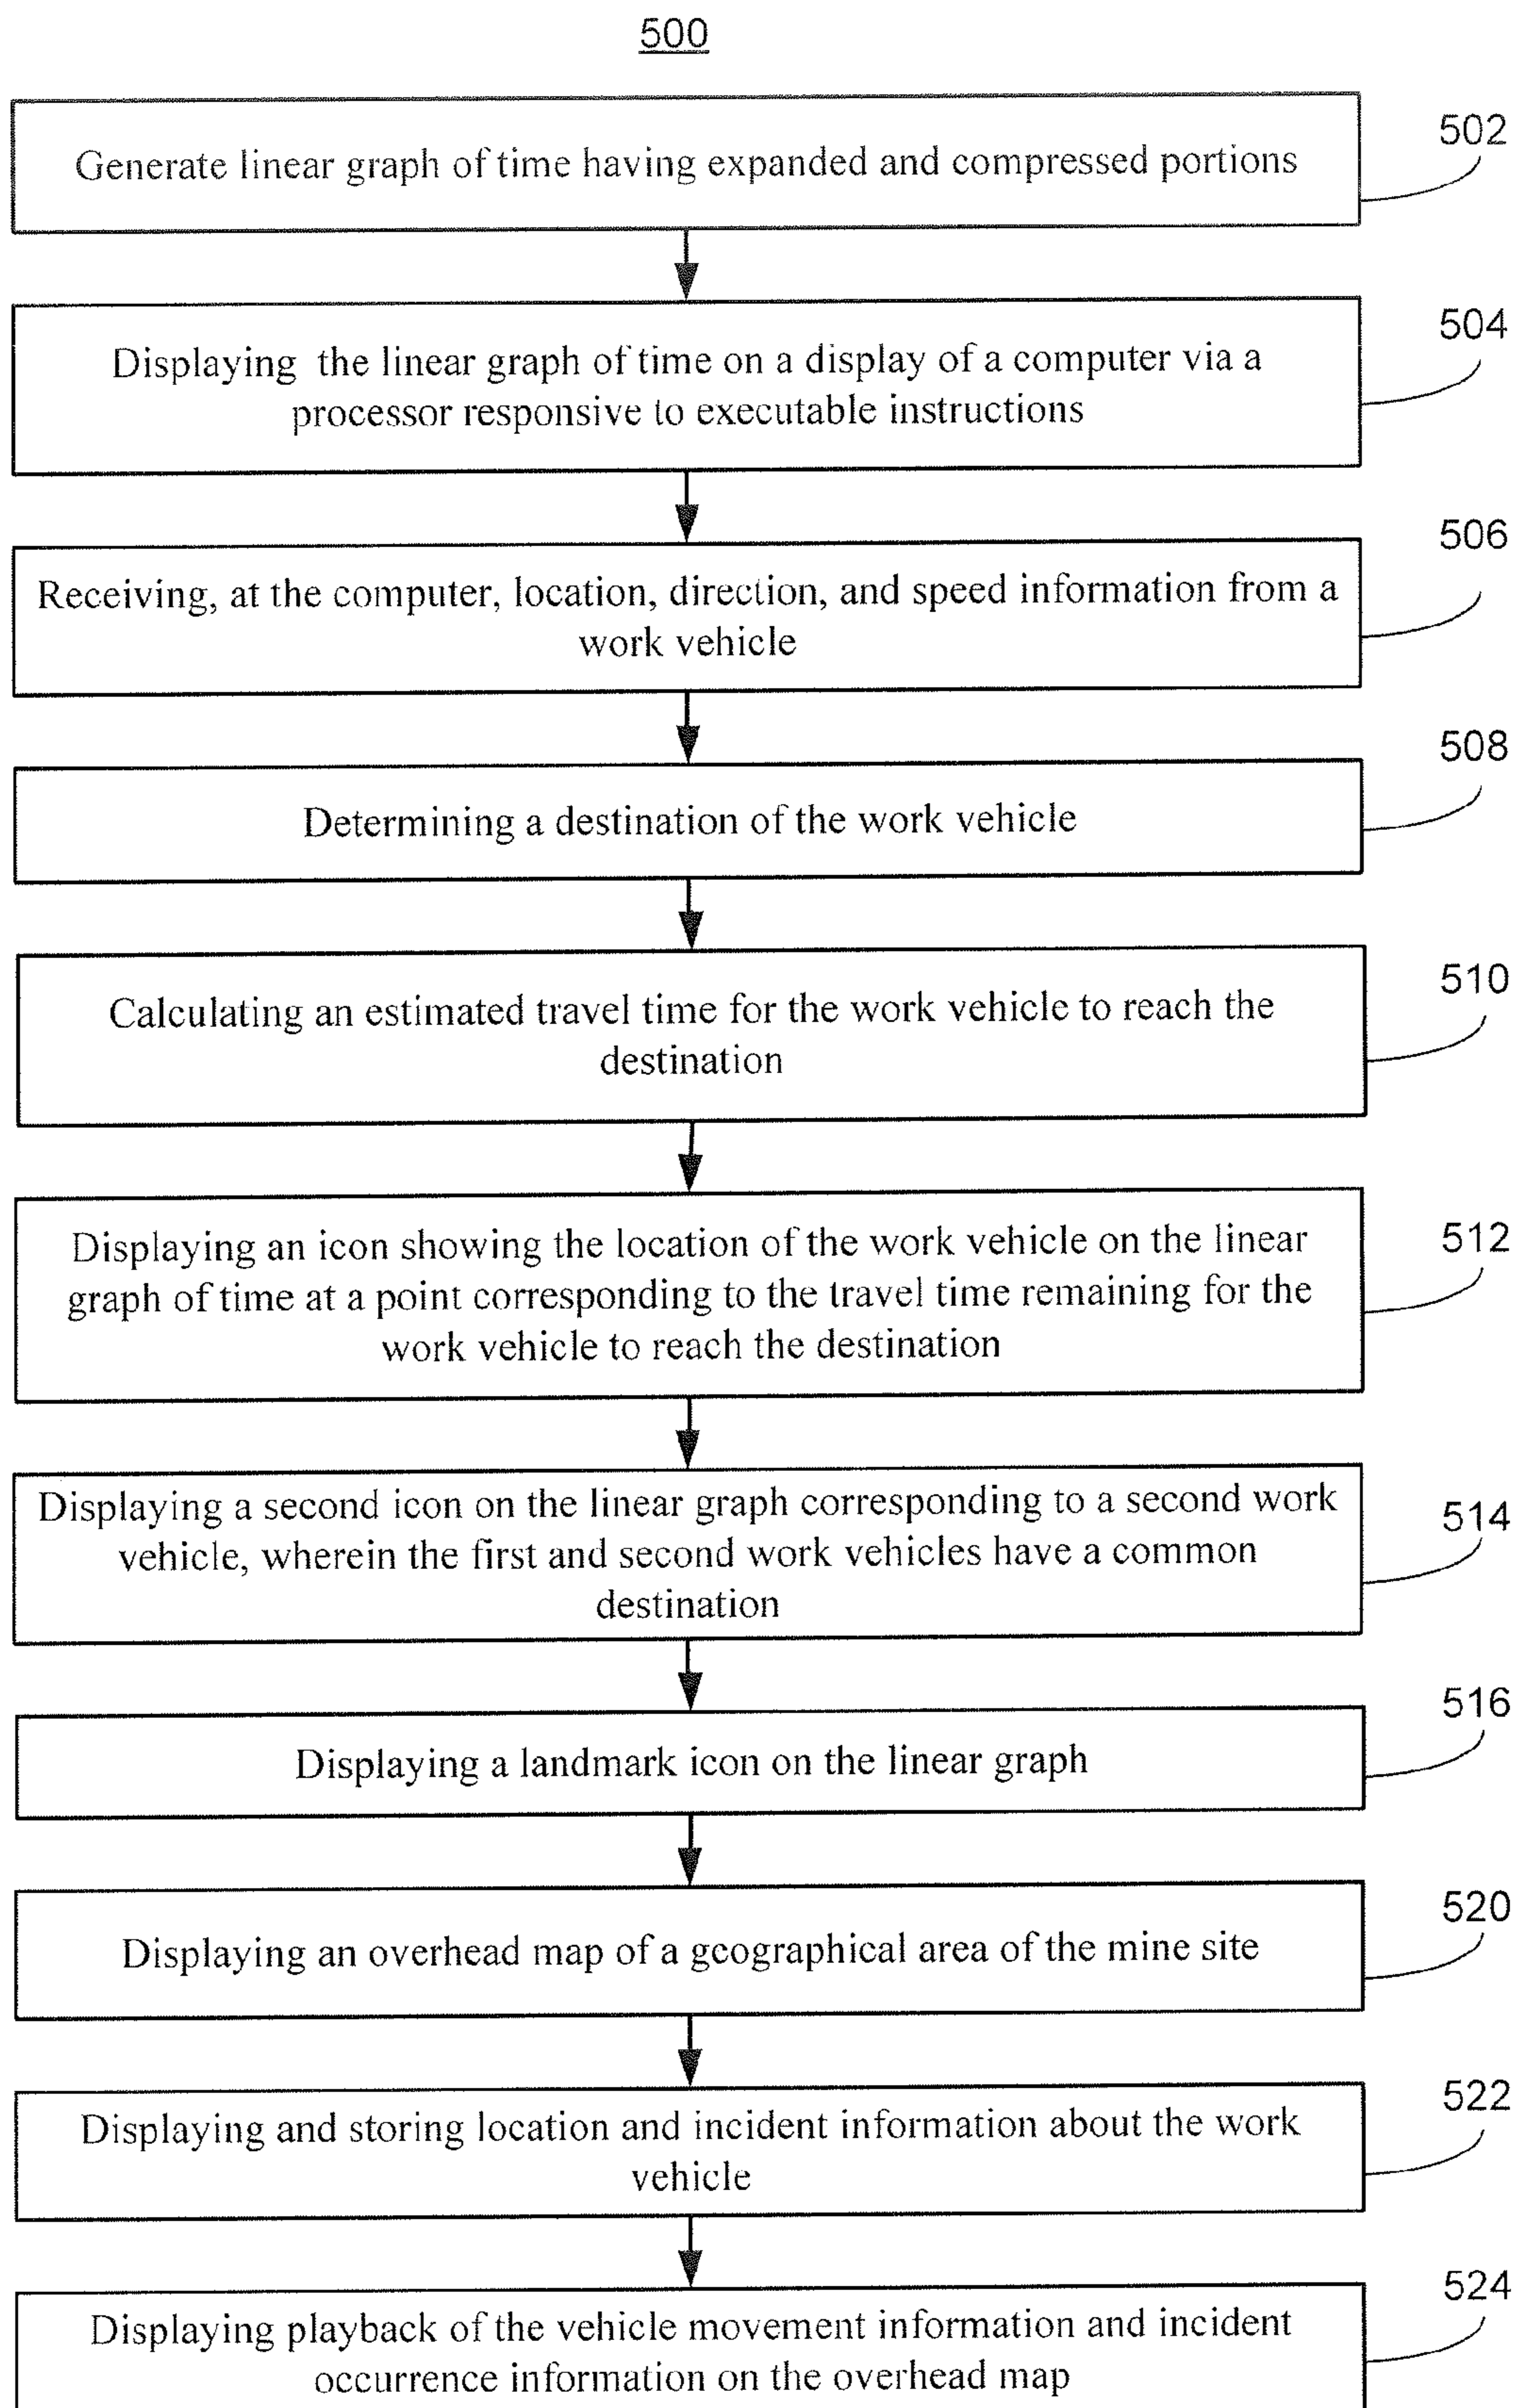 500
Generate linear graph of time having expanded and compressed portions
502
Displaying the linear graph of time on a display of a computer via a
processor responsive to executable instructions
504
Receiving, at the computer, location, direction, and speed information from a
work vehicle
506
Determining a destination of the work vehicle
508
Calculating an estimated travel time for the work vehicle to reach the
destination
510
Displaying an icon showing the location of the work vehicle on the linear
graph of time at a point corresponding to the travel time remaining for the
work vehicle to reach the destination
512
Displaying a second icon on the linear graph corresponding to a second work
vehicle, wherein the first and second work vehicles have a common
destination
514
Displaying a landmark icon on the linear graph
516
Displaying an overhead map of a geographical area of the mine site
520
Displaying and storing location and incident information about the work
vehicle
522
Displaying playback of the vehicle movement information and incident
occurrence information on the overhead map
524